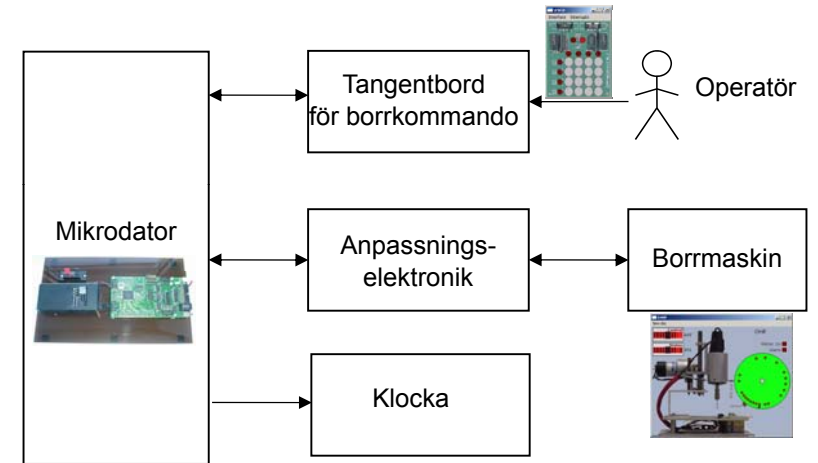 Tangentbord
för borrkommando
Operatör
Mikrodator
Anpassnings-
elektronik
Borrmaskin
Klocka